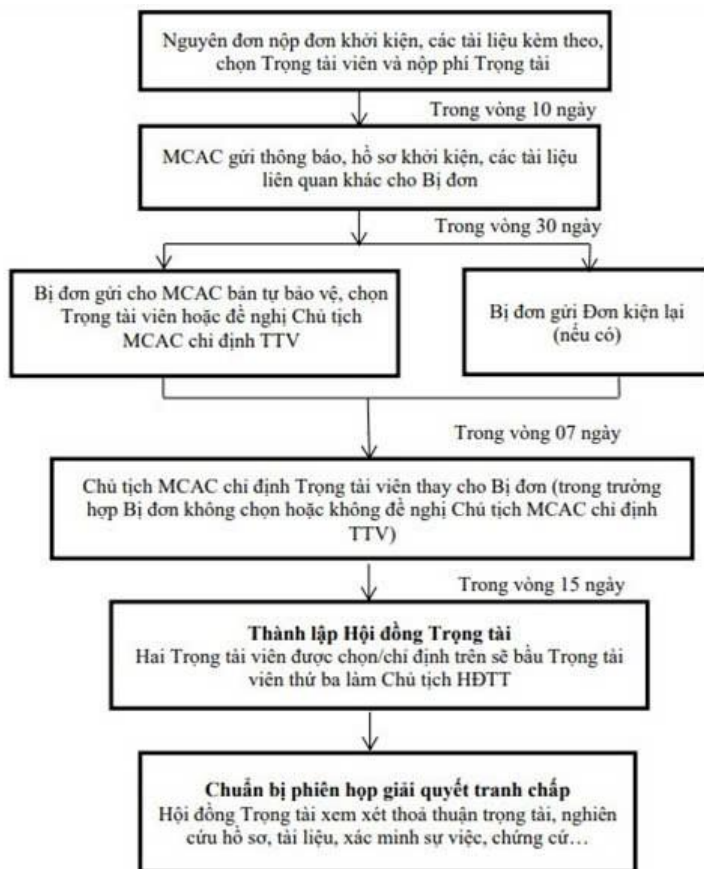 Nguyên đơn nộp đơn khởi kiện, các tài liệu kèm theo,
chọn Trọng tài viên và nộp phí Trọng tài
Trong vòng 10 ngày
MCAC gửi thông báo, hồ sơ khởi kiện, các tài liệu
liên quan khác cho Bị đơn
Trong vòng 30 ngày
Bị đơn gửi cho MCAC bản tự bảo vệ, chọn
Trọng tài viên hoặc đề nghị Chủ tịch
MCAC chỉ định TTV
Bị đơn gửi Đơn kiện lại
(nếu có)
Trong vòng 07 ngày
Chủ tịch MCAC chỉ định Trọng tài viên thay cho Bị đơn (trong trường
hợp Bị đơn không chọn hoặc không đề nghị Chủ tịch MCAC chỉ định
TTV)
Trong vòng 15 ngày
Thành lập Hội đồng Trọng tài
Hai Trọng tài viên được chọn/chỉ định trên sẽ bầu Trọng tài
viên thứ ba làm Chủ tịch HĐTT
Chuẩn bị phiên họp giải quyết tranh chấp
Hội đồng Trọng tài xem xét thoả thuận trọng tài, nghiên
cứu hồ sơ, tài liệu, xác minh sự việc, chứng cứ…